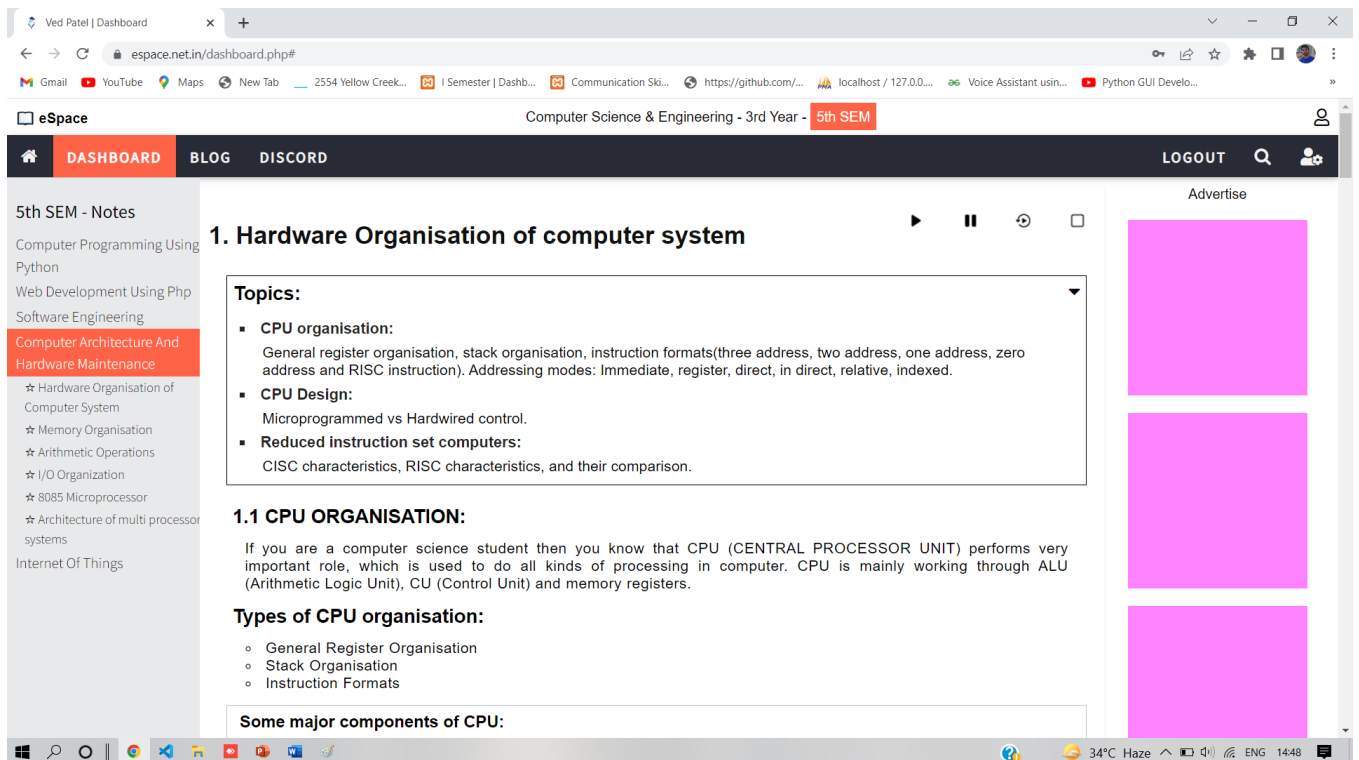 Ved Patel | Dashboard
espace.net.in/dashboard.php#
Gmail YouTube Maps New Tab 2554 Yellow Creek... I Semester | Dashb... Communication Ski... https://github.com/... localhost / 127.0.0.... Voice Assistant usin... Python GUI Develo... »
eSpace
Computer Science & Engineering - 3rd Year - 5th SEM
DASHBOARD BLOG DISCORD LOGOUT
5th SEM - Notes
Computer Programming Using
Python
Web Development Using Php
Software Engineering
Computer Architecture And
Hardware Maintenance
☆ Hardware Organisation of
Computer System
☆ Memory Organisation
☆ Arithmetic Operations
☆ I/O Organization
☆ 8085 Microprocessor
☆ Architecture of multi processor
systems
Internet Of Things
1. Hardware Organisation of computer system
Topics:
▪ CPU organisation:
General register organisation, stack organisation, instruction formats(three address, two address, one address, zero
address and RISC instruction). Addressing modes: Immediate, register, direct, in direct, relative, indexed.
▪ CPU Design:
Microprogrammed vs Hardwired control.
▪ Reduced instruction set computers:
CISC characteristics, RISC characteristics, and their comparison.
1.1 CPU ORGANISATION:
If you are a computer science student then you know that CPU (CENTRAL PROCESSOR UNIT) performs very
important role, which is used to do all kinds of processing in computer. CPU is mainly working through ALU
(Arithmetic Logic Unit), CU (Control Unit) and memory registers.
Types of CPU organisation:
◦ General Register Organisation
◦ Stack Organisation
◦ Instruction Formats
Some major components of CPU:
Advertise
34°C Haze ENG 14:48